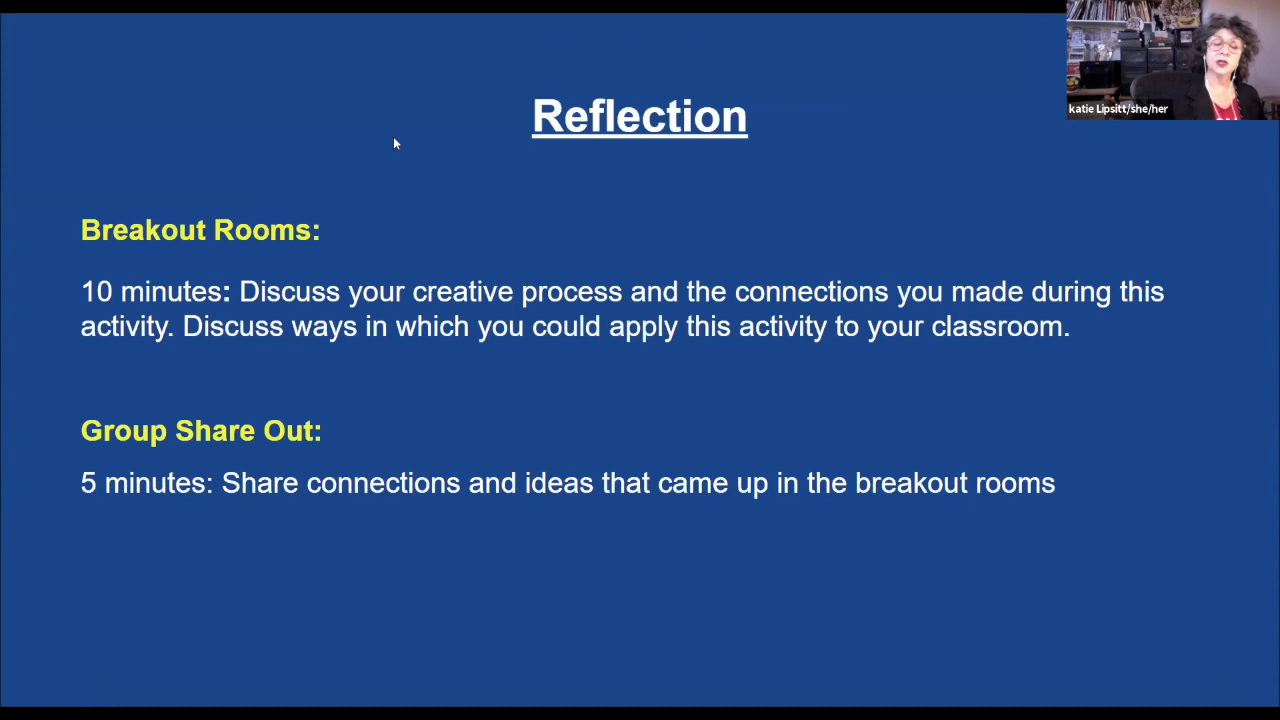 Reflection
katie Lipsitt/she/her
Breakout Rooms:
10 minutes: Discuss your creative process and the connections you made during this
activity. Discuss ways in which you could apply this activity to your classroom.
Group Share Out:
5 minutes: Share connections and ideas that came up in the breakout rooms